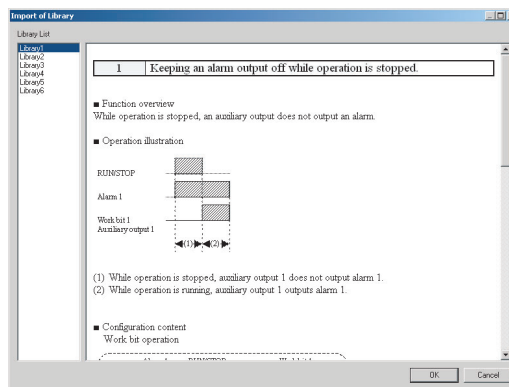 Import of Library
Library List
Library1
Library2
Library3
Library4
Library5
Library6
1 Keeping an alarm output off while operation is stopped.
■ Function overview
While operation is stopped, an auxiliary output does not output an alarm.
■ Operation illustration
RUN/STOP
Alarm 1
Work bit 1
Auxiliary output 1
(1) (2)
(1) While operation is stopped, auxiliary output 1 does not output alarm 1.
(2) While operation is running, auxiliary output 1 outputs alarm 1.
■ Configuration content
Work bit operation
OK Cancel